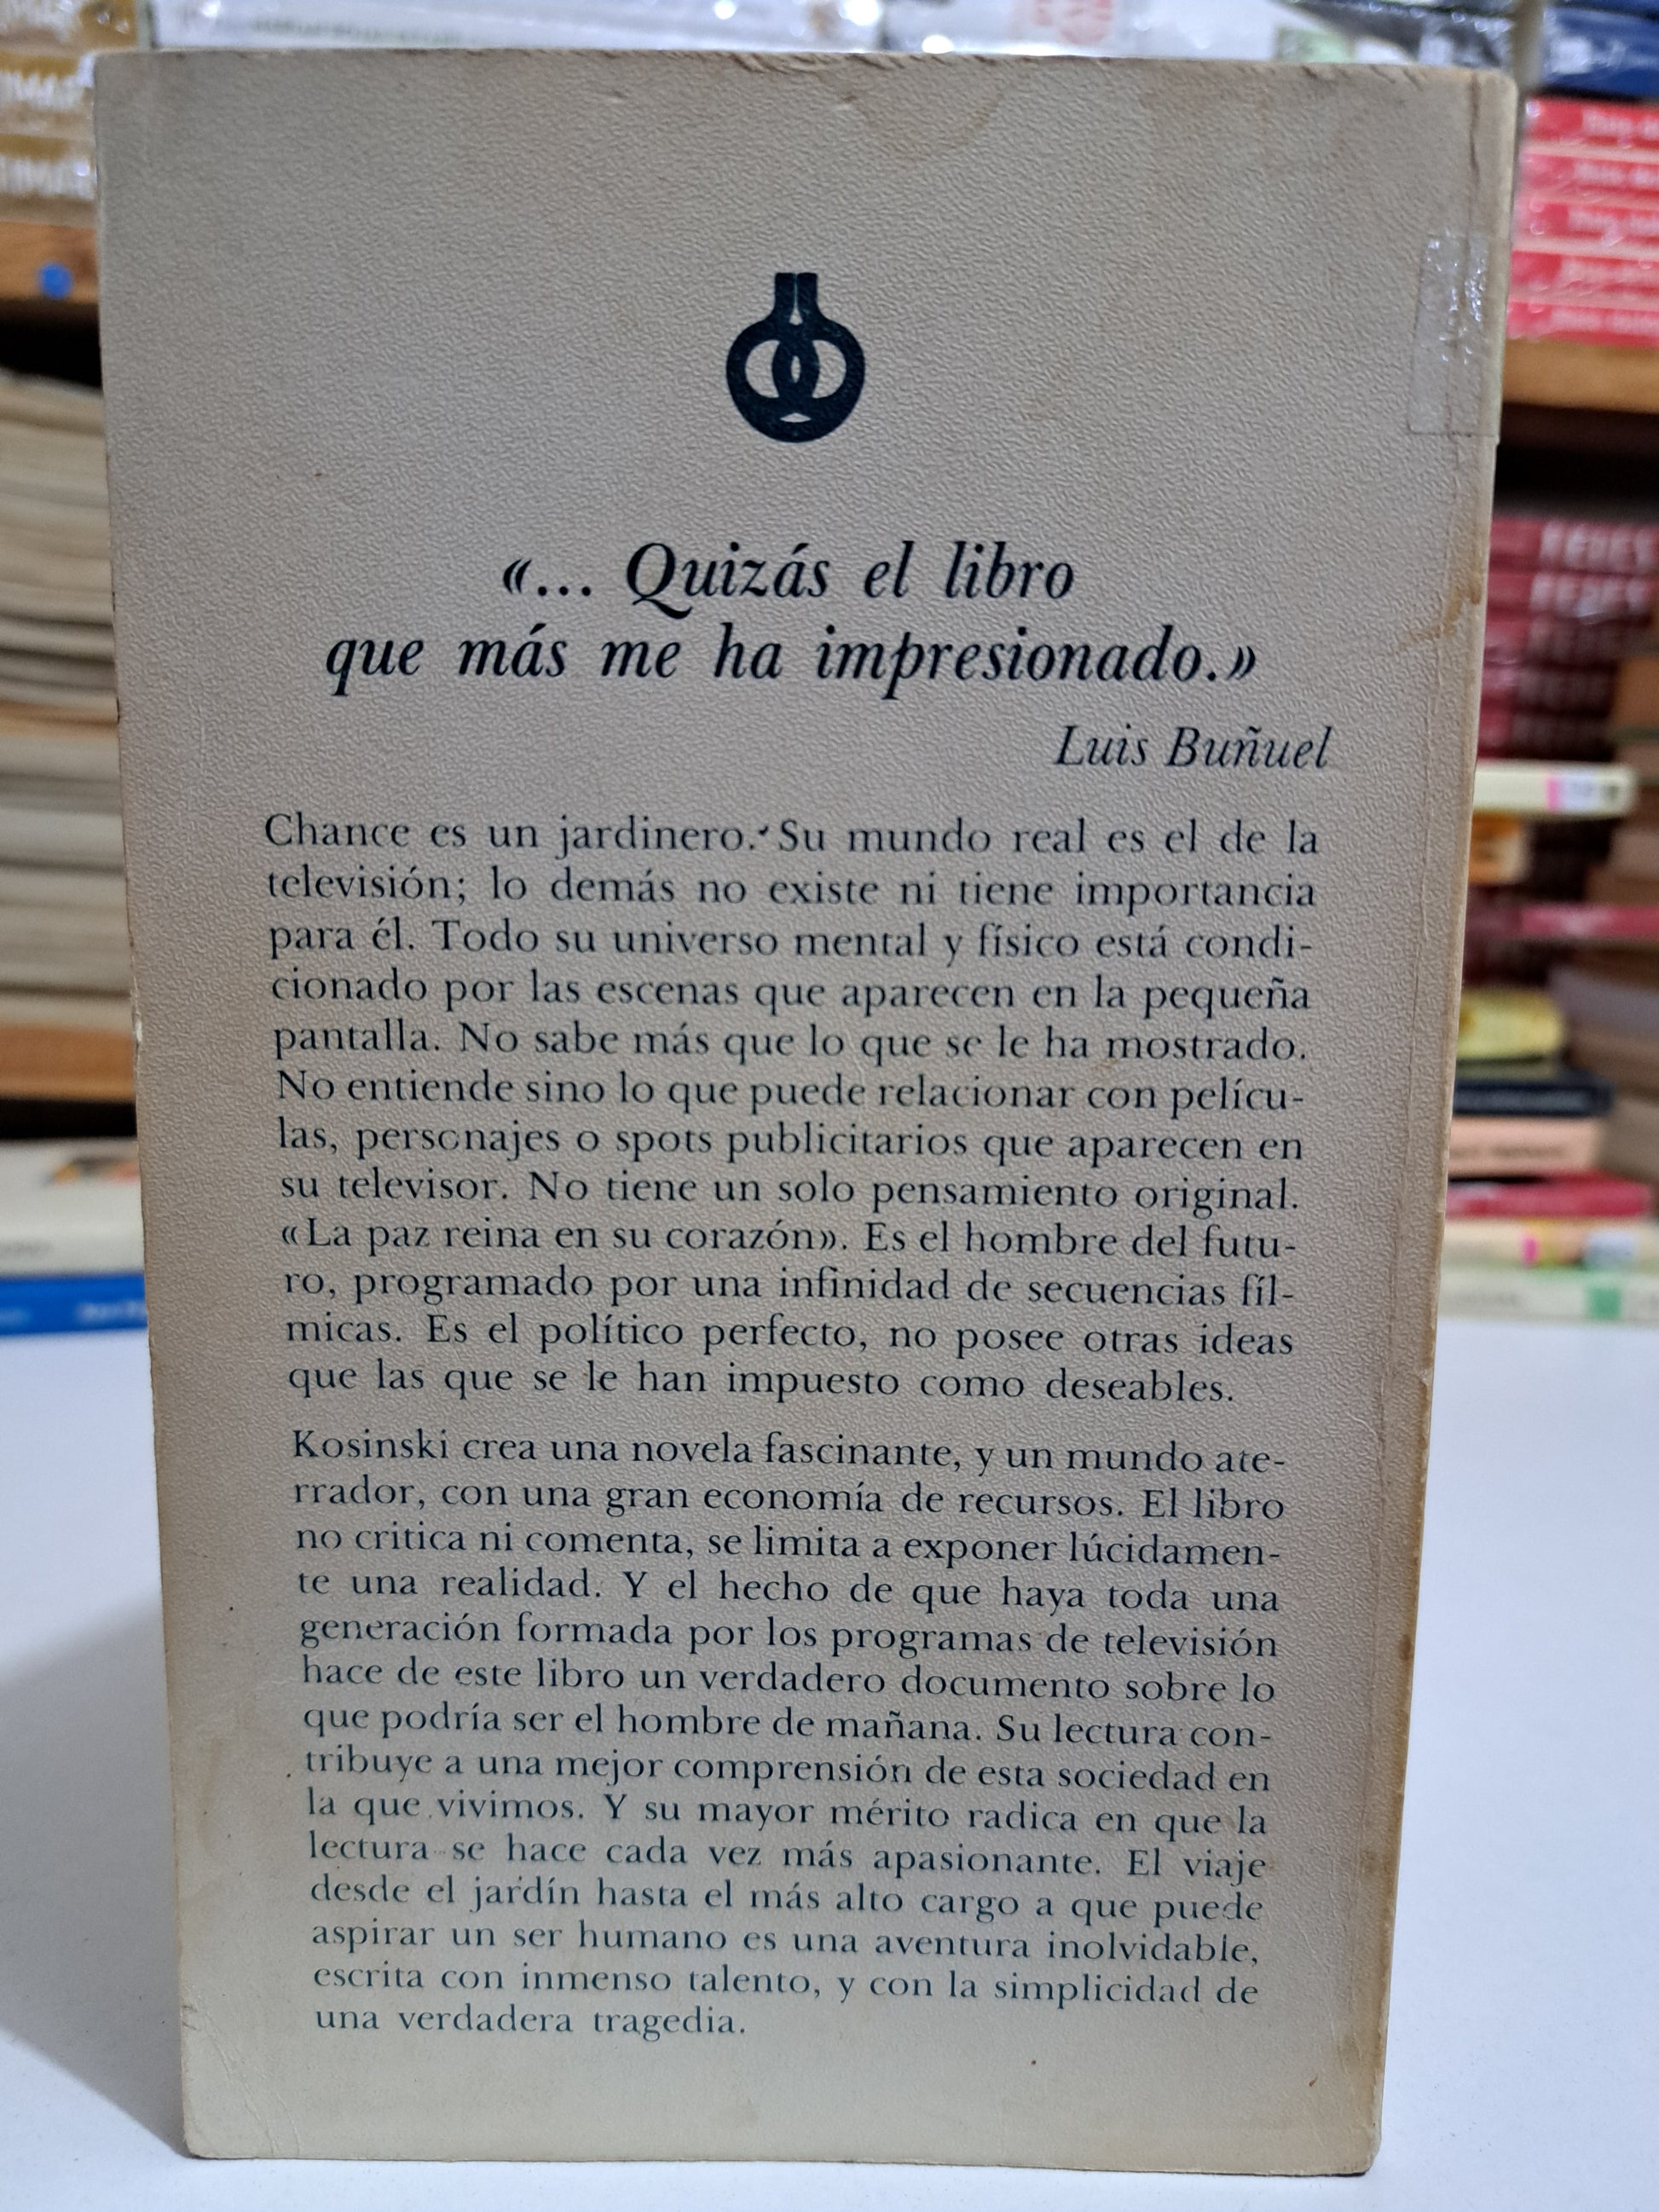 «... Quizás el libro
que más me ha impresionado.»
Luis Buñuel
Chance es un jardinero. Su mundo real es el de la
televisión; lo demás no existe ni tiene importancia
para él. Todo su universo mental y físico está condi-
cionado por las escenas que aparecen en la pequeña
pantalla. No sabe más que lo que se le ha mostrado.
No entiende sino lo que puede relacionar con pelícu-
las, personajes o spots publicitarios que aparecen en
su televisor. No tiene un solo pensamiento original.
«La paz reina en su corazón». Es el hombre del futu-
ro, programado por una infinidad de secuencias fíl-
micas. Es el político perfecto, no posee otras ideas
que las que se le han impuesto como deseables.
Kosinski crea una novela fascinante, y un mundo ate-
rrador, con una gran economía de recursos. El libro
no critica ni comenta, se limita a exponer lúcidamen-
te una realidad. Y el hecho de que haya toda una
generación formada por los programas de televisión
hace de este libro un verdadero documento sobre lo
que podría ser el hombre de mañana. Su lectura con-
tribuye a una mejor comprensión de esta sociedad en
la que vivimos. Y su mayor mérito radica en que la
lectura se hace cada vez más apasionante. El viaje
desde el jardín hasta el más alto cargo a que puede
aspirar un ser humano es una aventura inolvidable,
escrita con inmenso talento, y con la simplicidad de
una verdadera tragedia.